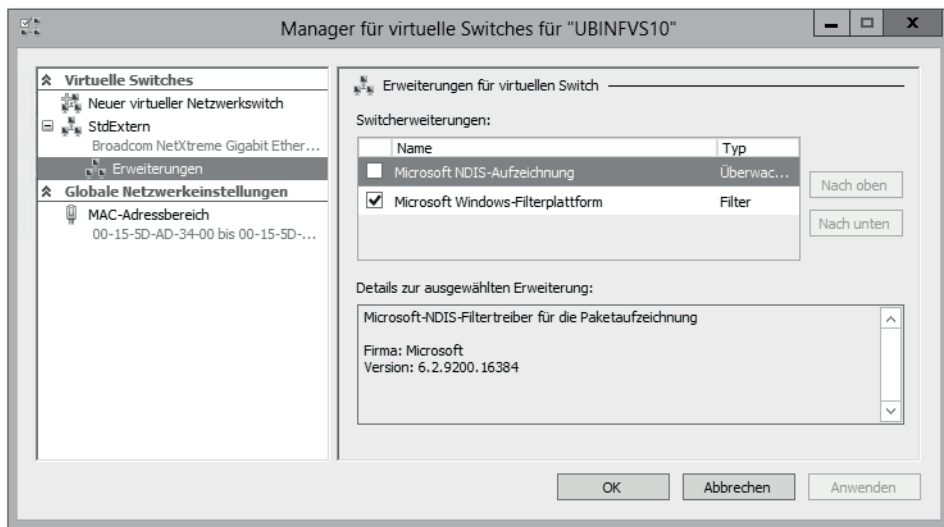 Manager für virtuelle Switches für "UBINFVS10"
Virtuelle Switches
Neuer virtueller Netzwerkswitch
StdExtern
Broadcom NetXtreme Gigabit Ether...
Erweiterungen
Globale Netzwerkeinstellungen
MAC-Adressbereich
00-15-5D-AD-34-00 bis 00-15-5D-...
Erweiterungen für virtuellen Switch
Switcherweiterungen:
Name Typ
Microsoft NDIS-Aufzeichnung Überwac...
Microsoft Windows-Filterplattform Filter
Nach oben
Nach unten
Details zur ausgewählten Erweiterung:
Microsoft-NDIS-Filtertreiber für die Paketaufzeichnung
Firma: Microsoft
Version: 6.2.9200.16384
OK Abbrechen Anwenden